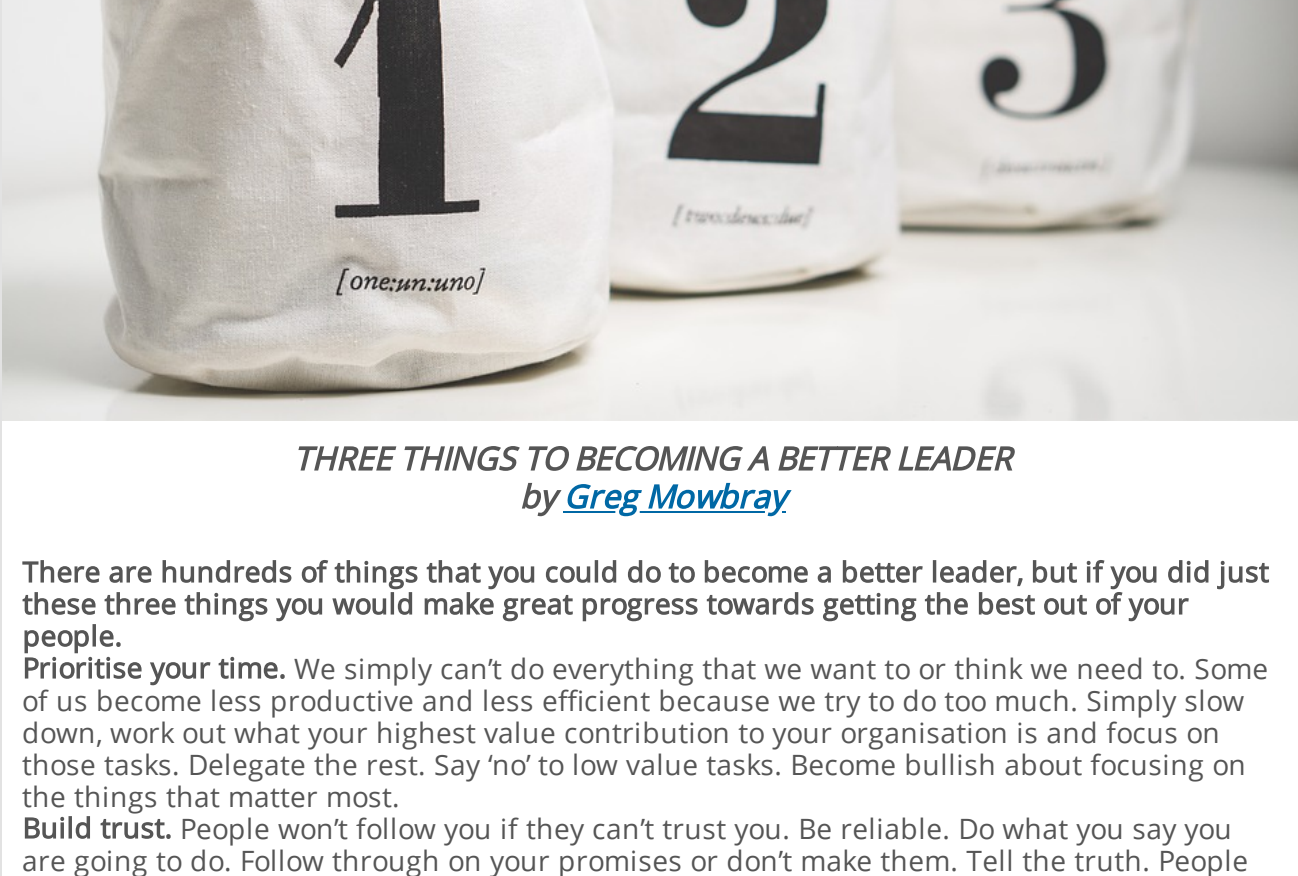 1
2
3
[one:un:uno]
THREE THINGS TO BECOMING A BETTER LEADER
by Greg Mowbray
There are hundreds of things that you could do to become a better leader, but if you did just
these three things you would make great progress towards getting the best out of your
people.
Prioritise your time. We simply can’t do everything that we want to or think we need to. Some
of us become less productive and less efficient because we try to do too much. Simply slow
down, work out what your highest value contribution to your organisation is and focus on
those tasks. Delegate the rest. Say ‘no’ to low value tasks. Become bullish about focusing on
the things that matter most.
Build trust. People won’t follow you if they can’t trust you. Be reliable. Do what you say you
are going to do. Follow through on your promises or don’t make them. Tell the truth. People